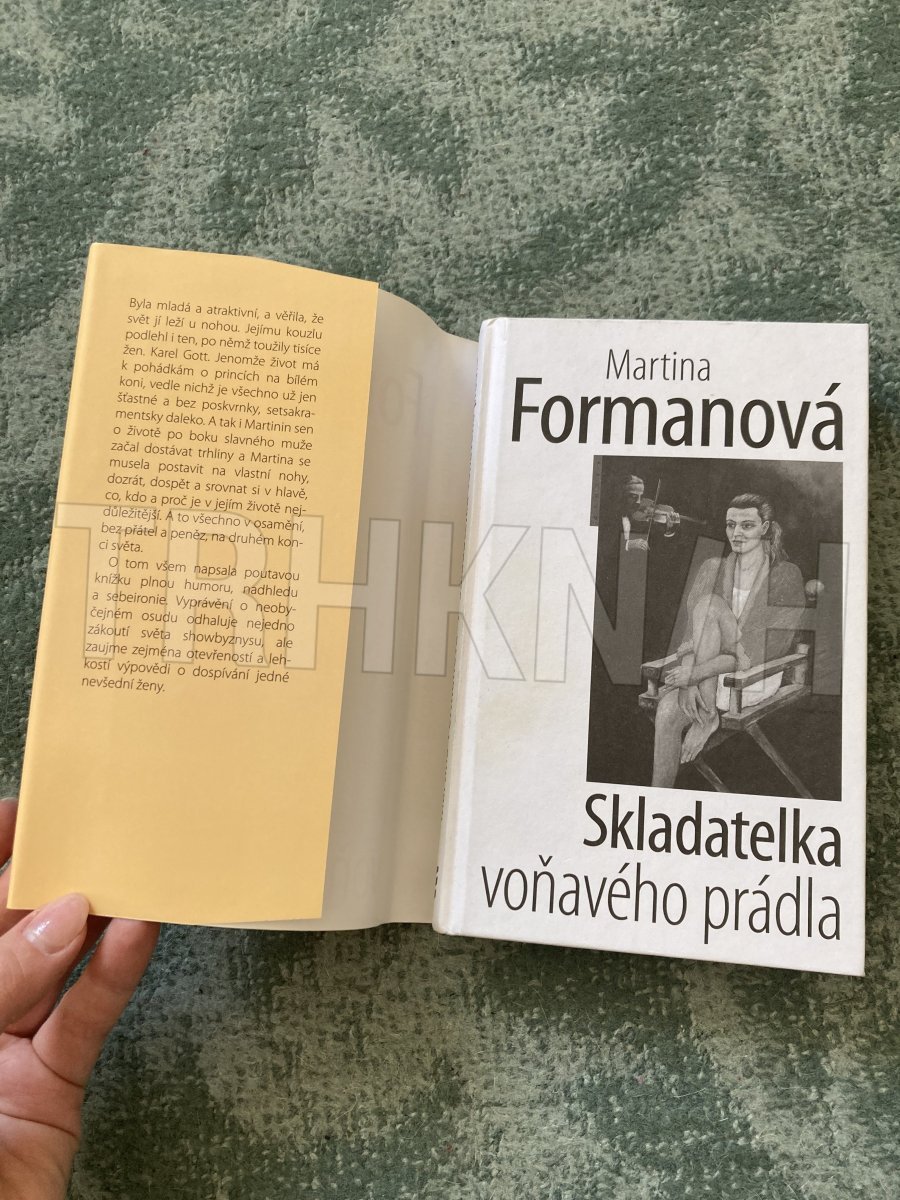 Byla mladá a atraktivní, a věřila, že
svět jí leží u nohou. Jejímu kouzlu
podlehl i ten, po němž toužily tisíce
žen. Karel Gott. Jenomže život má
k pohádkám o princích na bílém
koni, vedle nichž je všechno už jen
šťastné a bez poskvrnky, setsakra-
mentsky daleko. A tak i Martinin sen
o životě po boku slavného muže
začal dostávat trhliny a Martina se
musela postavit na vlastní nohy,
dozrát, dospět a srovnat si v hlavě,
co, kdo a proč je v jejím životě nej-
důležitější. A to všechno v osamění,
bez přátel a peněz, na druhém kon-
ci světa.
O tom všem napsala poutavou
knížku plnou humoru, nadhledu
a sebeironie. Vyprávění o neoby-
čejném osudu odhaluje nejedno
zákoutí světa showbyznysu, ale
zaujme zejména otevřeností a leh-
kostí výpovědi o dospívání jedné
nevšední ženy.
Martina
Formanová
Skladatelka
voňavého prádla
TRHKNIH